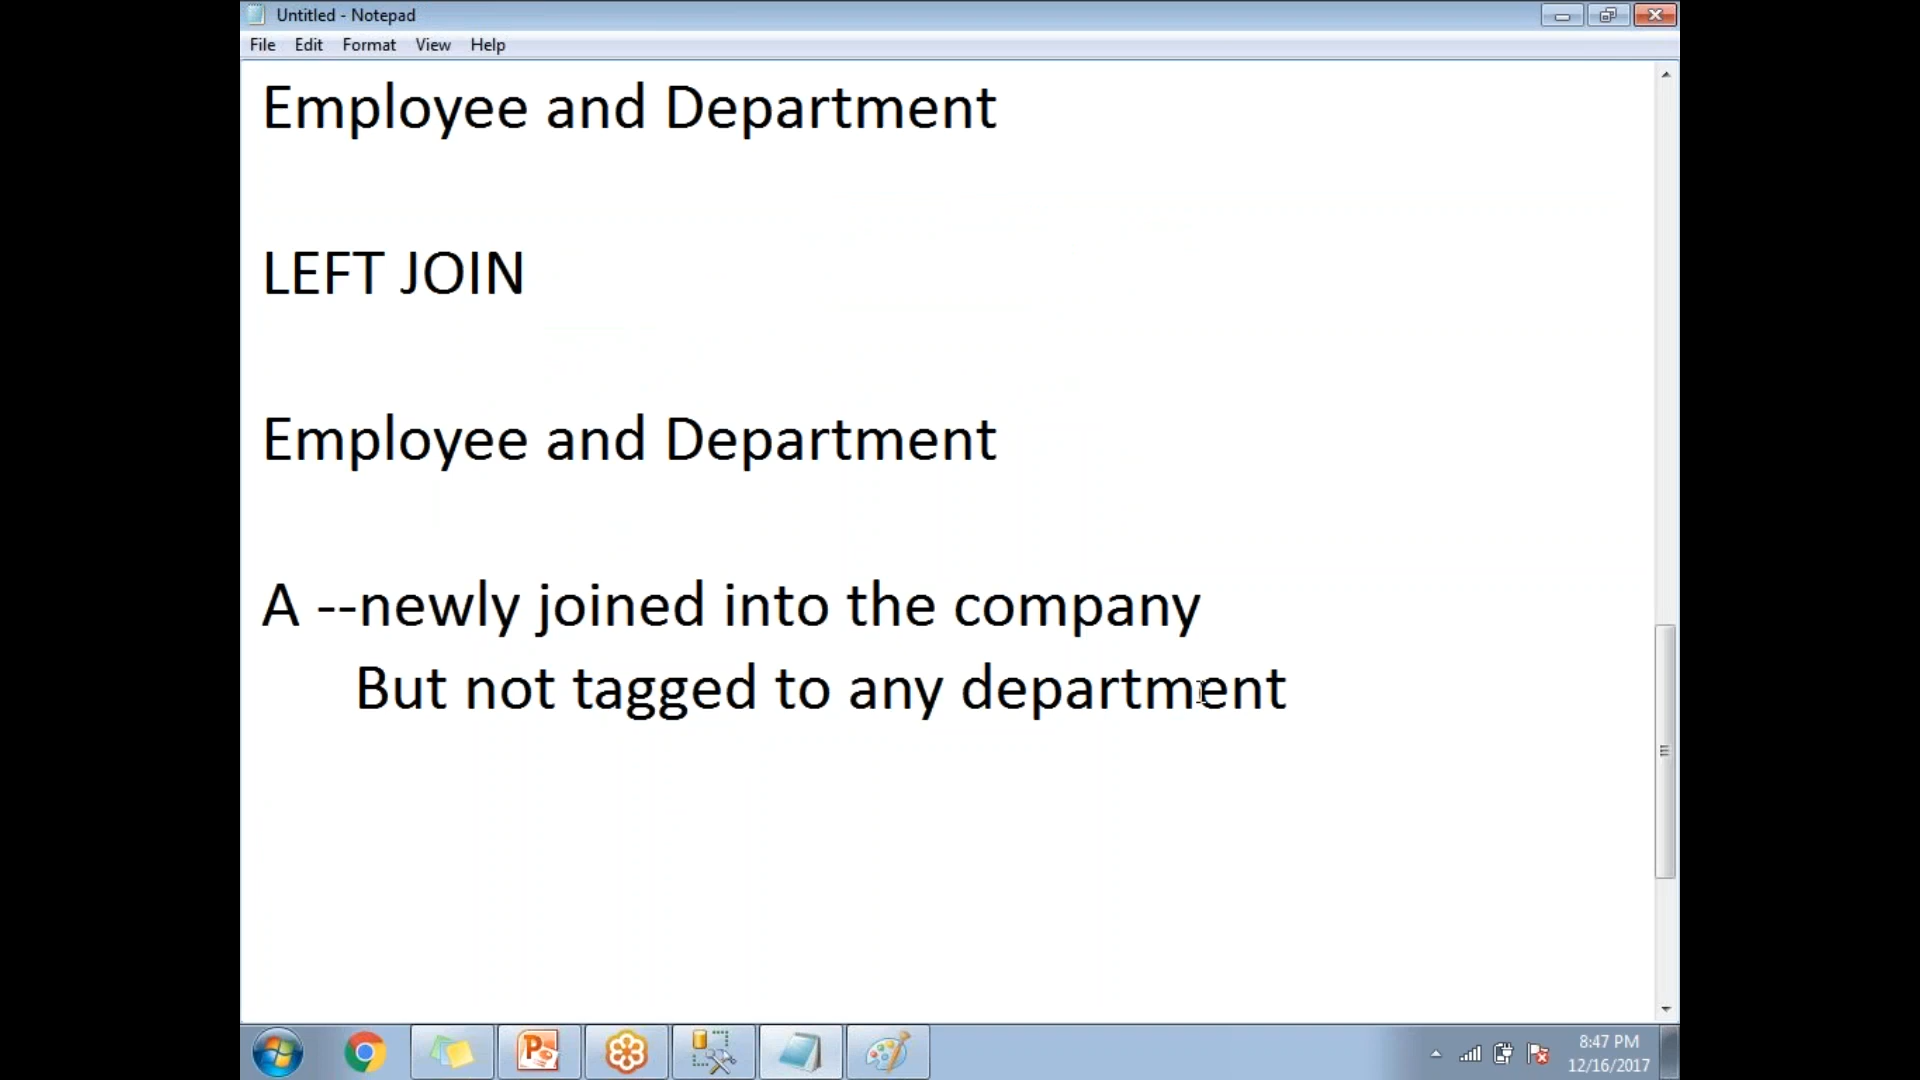 Untitled - Notepad
File Edit Format View Help
Employee and Department
LEFT JOIN
Employee and Department
A --newly joined into the company
But not tagged to any department
8:47 PM
12/16/2017